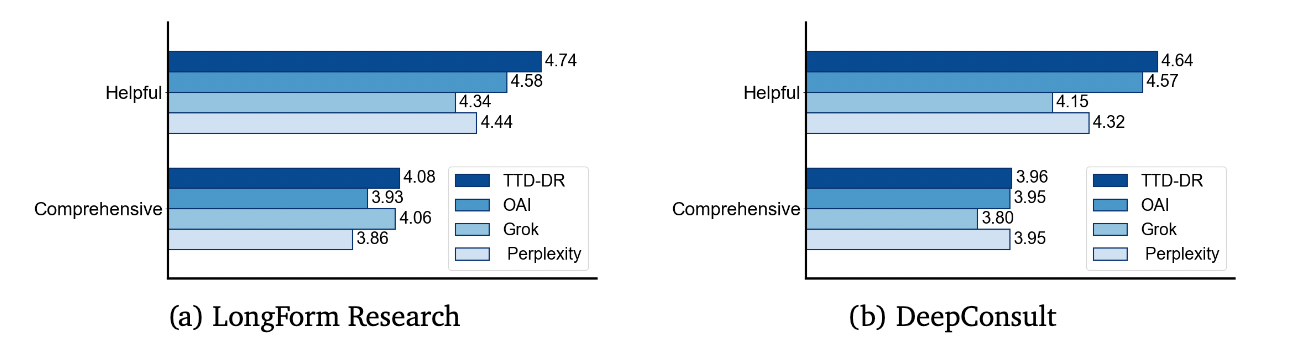 Helpful
4.74
4.58
4.34
4.44
Comprehensive
4.08
3.93
4.06
3.86
TTD-DR
OAI
Grok
Perplexity
(a) LongForm Research
Helpful
4.64
4.57
4.15
4.32
Comprehensive
3.96
3.95
3.80
3.95
TTD-DR
OAI
Grok
Perplexity
(b) DeepConsult